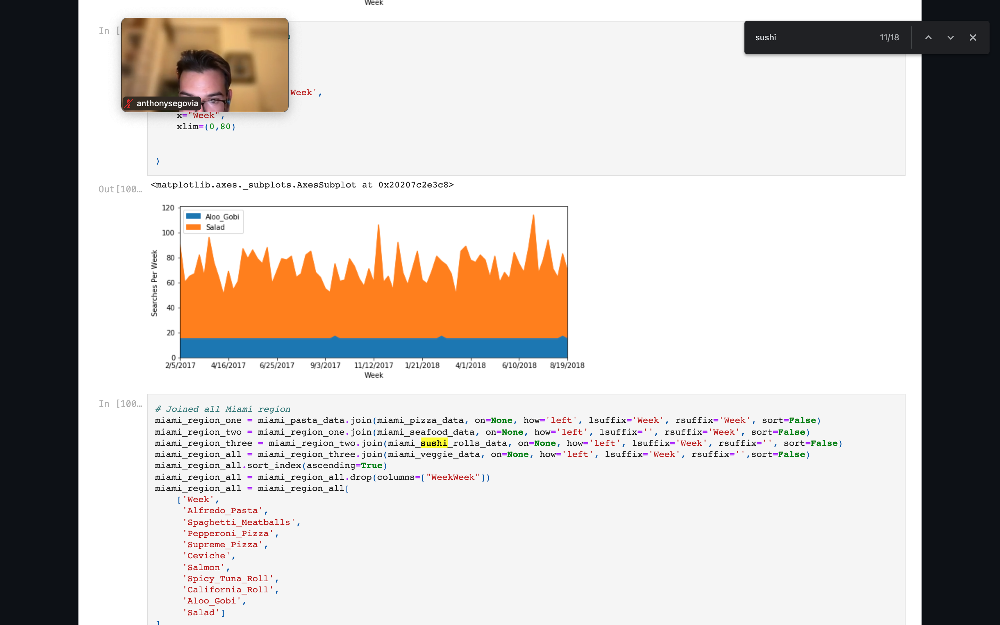 Week
sushi 11/18
In [
n
Week',
anthonysegovia
x="Week",
xlim=(0,80)
)
Out[100…
<matplotlib.axes._subplots.AxesSubplot at 0x20207c2e3c8>
120
Aloo_Gobi
Salad
100
80
60
40
20
0
Searches Per Week
2/5/2017 4/16/2017 6/25/2017 9/3/2017 11/12/2017 1/21/2018 4/1/2018 6/10/2018 8/19/2018
Week
In [100…
# Joined all Miami region
miami_region_one = miami_pasta_data.join(miami_pizza_data, on=None, how='left', lsuffix='Week', rsuffix='Week', sort=False)
miami_region_two = miami_region_one.join(miami_seafood_data, on=None, how='left', lsuffix='', rsuffix='Week', sort=False)
miami_region_three = miami_region_two.join(miami_sushi_rolls_data, on=None, how='left', lsuffix='Week', rsuffix='', sort=False)
miami_region_all = miami_region_three.join(miami_veggie_data, on=None, how='left', lsuffix='Week', rsuffix='',sort=False)
miami_region_all.sort_index(ascending=True)
miami_region_all = miami_region_all.drop(columns=["WeekWeek"])
miami_region_all = miami_region_all[
['Week',
'Alfredo_Pasta',
'Spaghetti_Meatballs',
'Pepperoni_Pizza',
'Supreme_Pizza',
'Ceviche',
'Salmon',
'Spicy_Tuna_Roll',
'California_Roll',
'Aloo_Gobi',
'Salad']
]